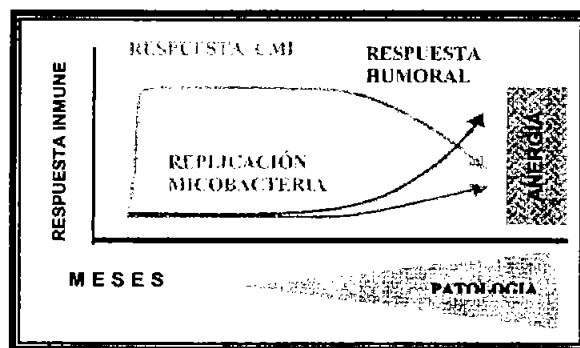 RESPUESTA CMI
RESPUESTA
HUMORAL
RESPUESTA INMUNE
REPLICACIÓN
MICOBACTERIA
ANERGIA
MESES
PATOLOGIA